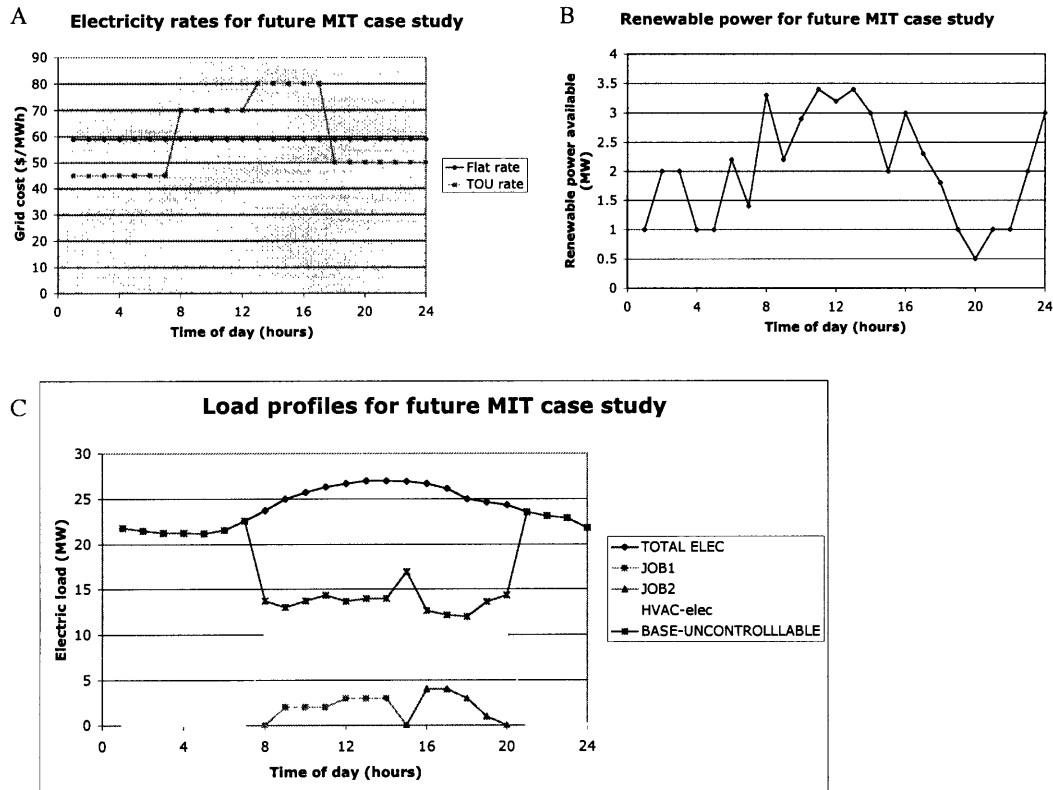 A
Electricity rates for future MIT case study
90
80
70
60
50
40
30
20
10
0
Grid cost ($/MWh)
0 4 8 12 16 20 24
Time of day (hours)
Flat rate
TOU rate
B
Renewable power for future MIT case study
4
3.5
3
2.5
2
1.5
1
0.5
0
Renewable power available
(MW)
0 4 8 12 16 20 24
Time of day (hours)
C
Load profiles for future MIT case study
30
25
20
15
10
5
0
Electric load (MW)
0 4 8 12 16 20 24
Time of day (hours)
TOTAL ELEC
JOB1
JOB2
HVAC-elec
BASE-UNCONTROLLLABLE